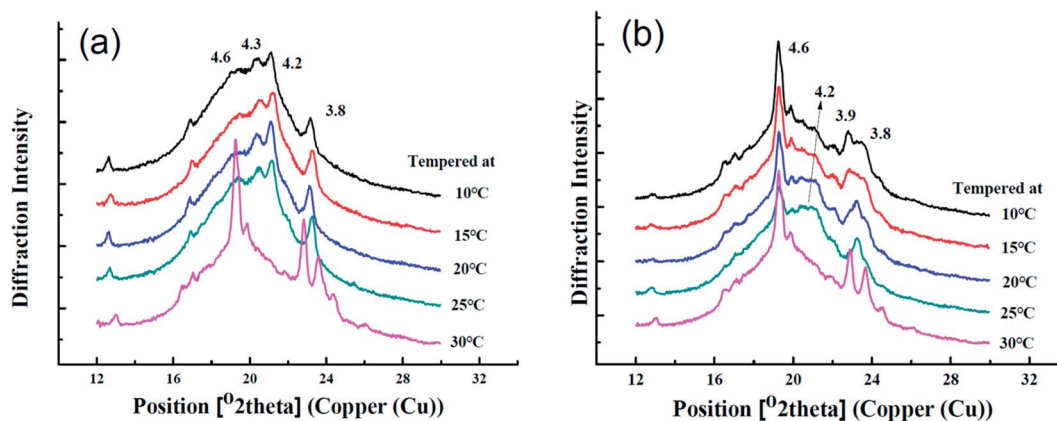 (a)
4.6
4.3
4.2
3.8
Tempered at
10°C
15°C
20°C
25°C
30°C
Diffraction Intensity
12 16 20 24 28 32
Position [⁰2theta] (Copper (Cu))
(b)
4.6
4.2
3.9
3.8
Tempered at
10°C
15°C
20°C
25°C
30°C
Diffraction Intensity
12 16 20 24 28 32
Position [⁰2theta] (Copper (Cu))